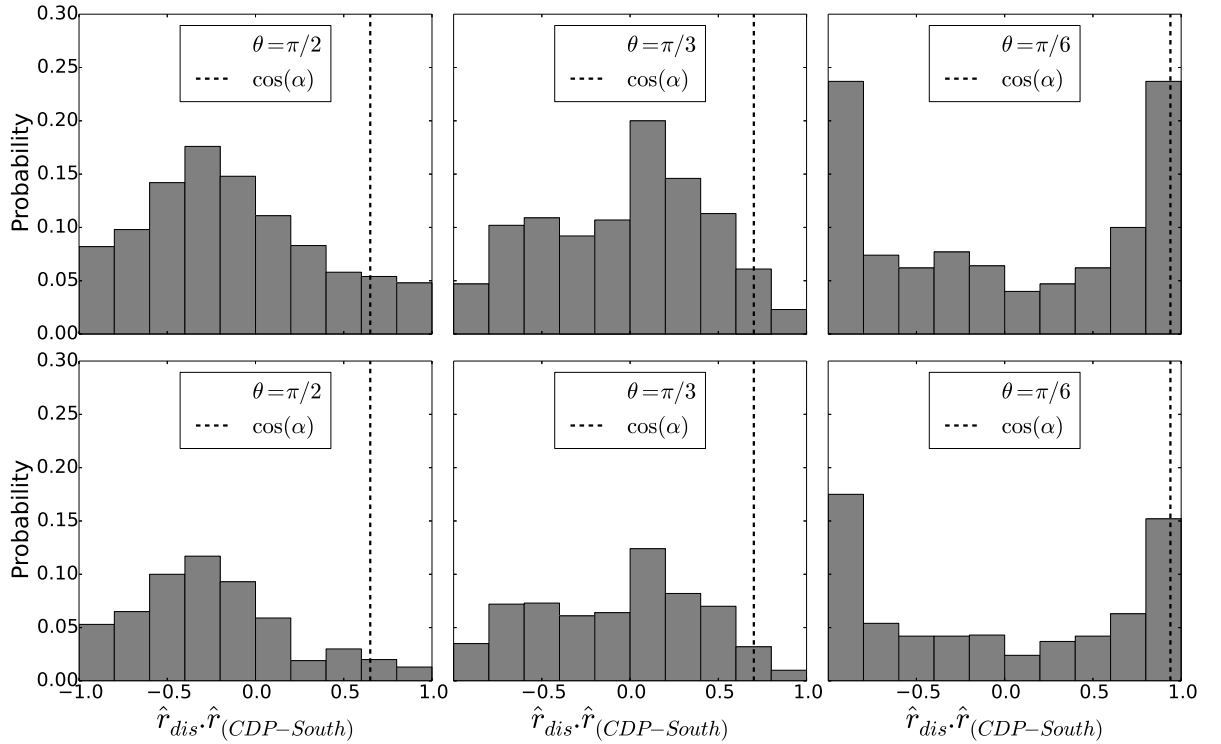 0.30
0.25
0.20
0.15
0.10
0.05
0.00
Probability
θ=π/2
cos(α)
θ=π/3
cos(α)
θ=π/6
cos(α)
0.30
0.25
0.20
0.15
0.10
0.05
0.00
Probability
θ=π/2
cos(α)
θ=π/3
cos(α)
θ=π/6
cos(α)
−1.0 −0.5 0.0 0.5 1.0
−0.5 0.0 0.5 1.0
−0.5 0.0 0.5 1.0
r̂_dis.r̂_(CDP−South)
r̂_dis.r̂_(CDP−South)
r̂_dis.r̂_(CDP−South)